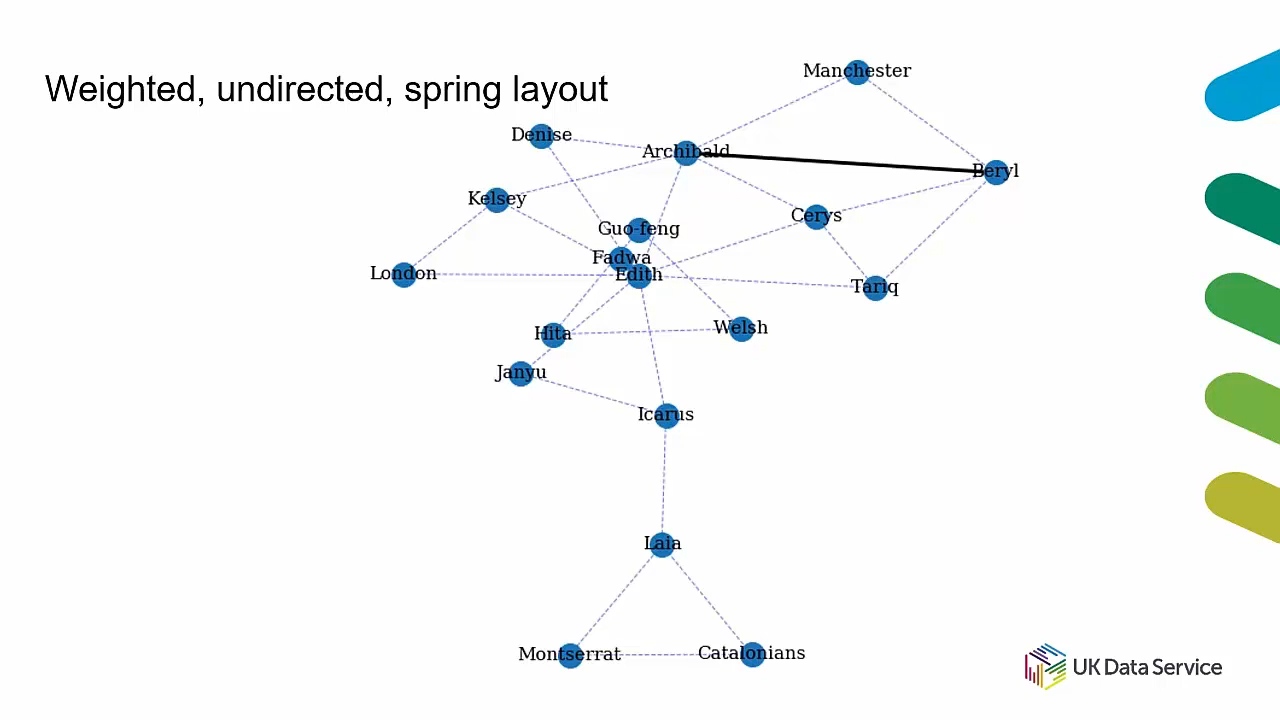 Manchester
Weighted, undirected, spring layout
Denise
Archibald
Beryl
Kelsey
Cerys
Guo-feng
Fadwa
London
Edith
Tariq
Hita
Welsh
Janyu
Icarus
Laia
Montserrat
Catalonians
UK Data Service